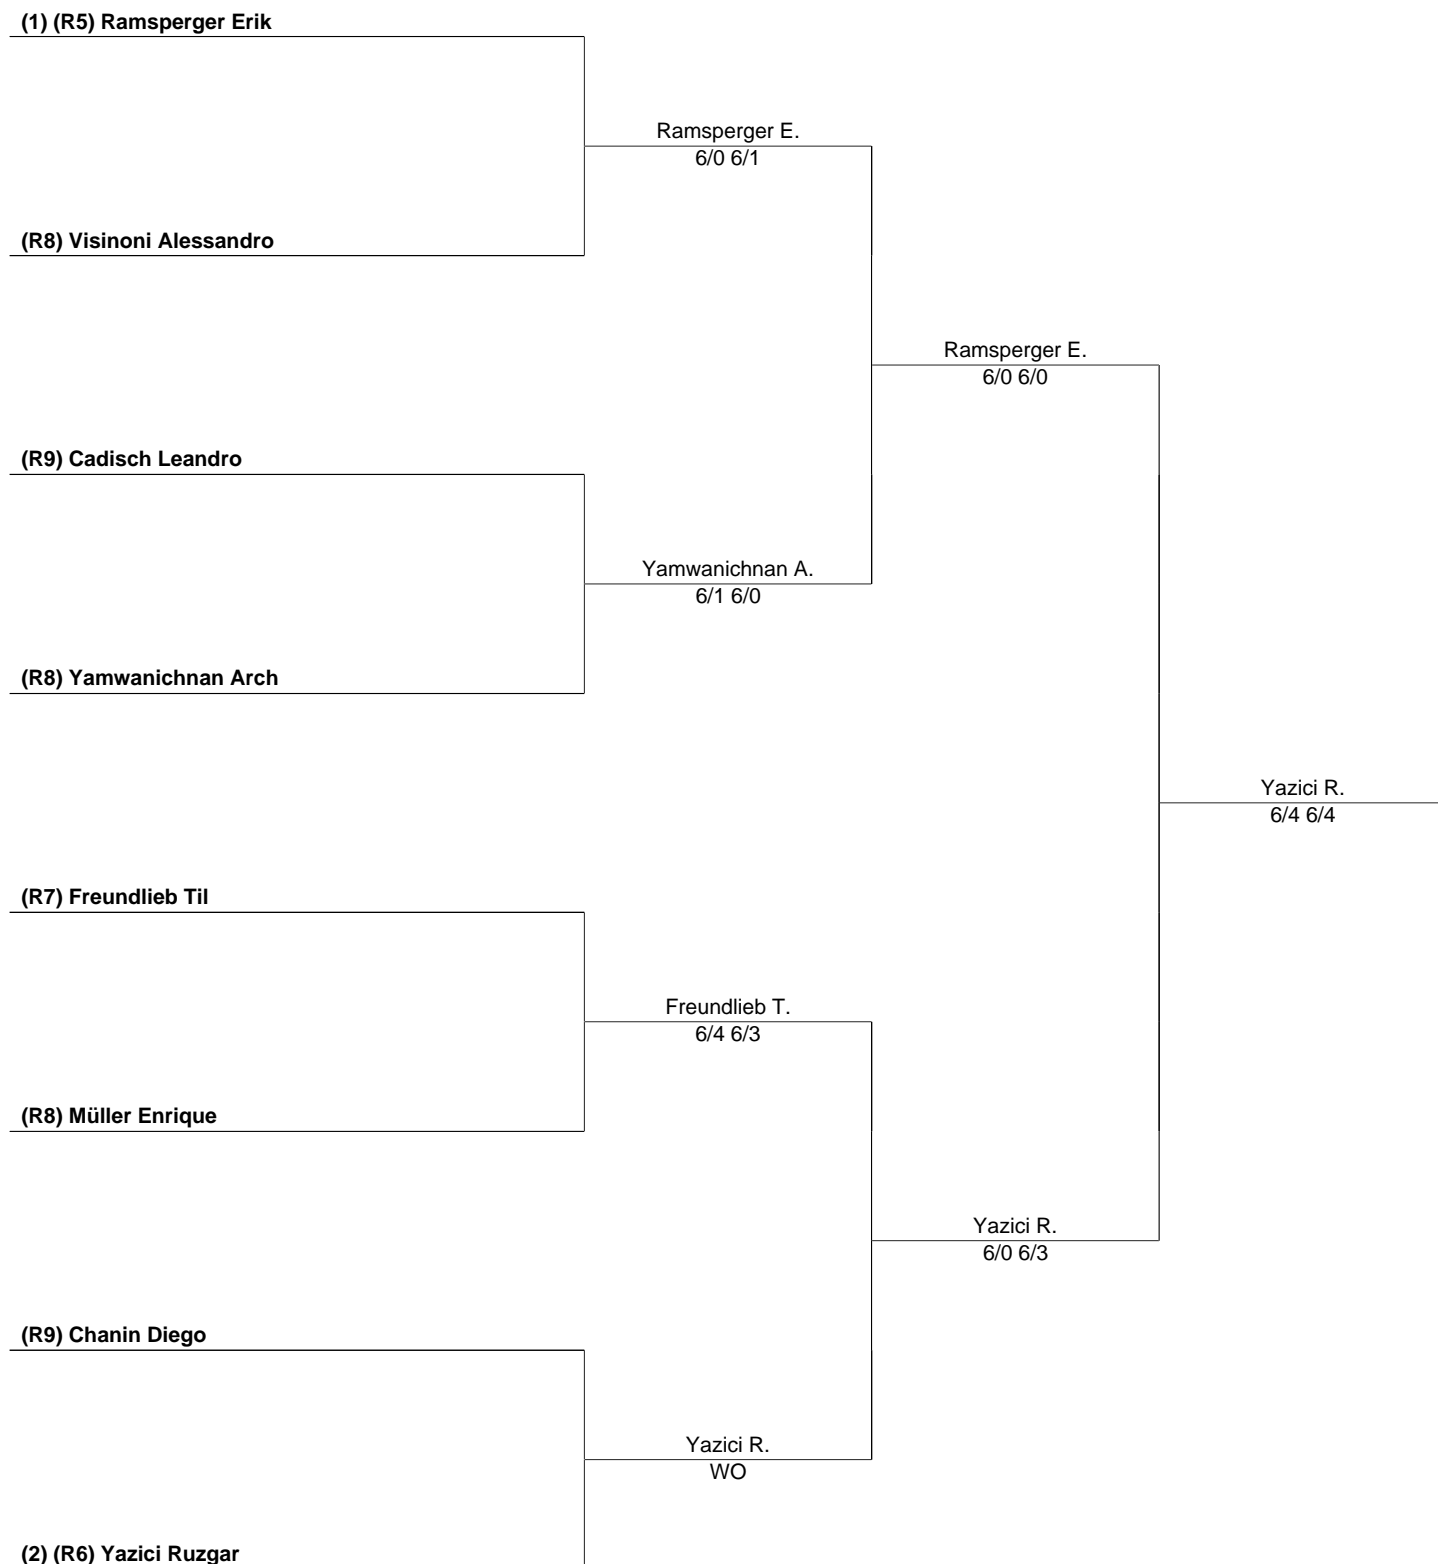 (1) (R5) Ramsperger Erik
Ramsperger E.
6/0 6/1
(R8) Visinoni Alessandro
Ramsperger E.
6/0 6/0
(R9) Cadisch Leandro
Yamwanichnan A.
6/1 6/0
(R8) Yamwanichnan Arch
Yazici R.
6/4 6/4
(R7) Freundlieb Til
Freundlieb T.
6/4 6/3
(R8) Müller Enrique
Yazici R.
6/0 6/3
(R9) Chanin Diego
Yazici R.
WO
(2) (R6) Yazici Ruzgar